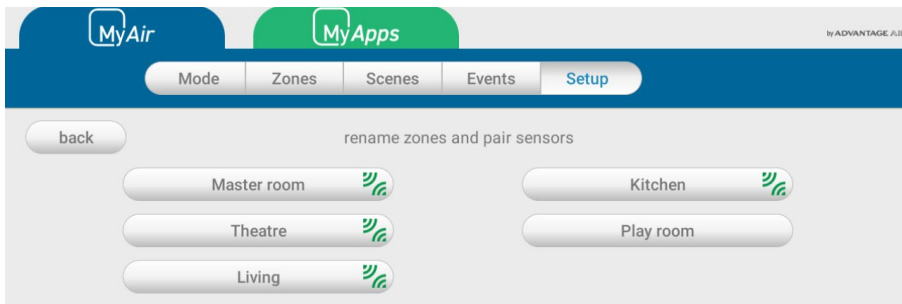 MyAir
MyApps
by ADVANTAGE AIR
Mode
Zones
Scenes
Events
Setup
back
rename zones and pair sensors
Master room
Kitchen
Theatre
Play room
Living